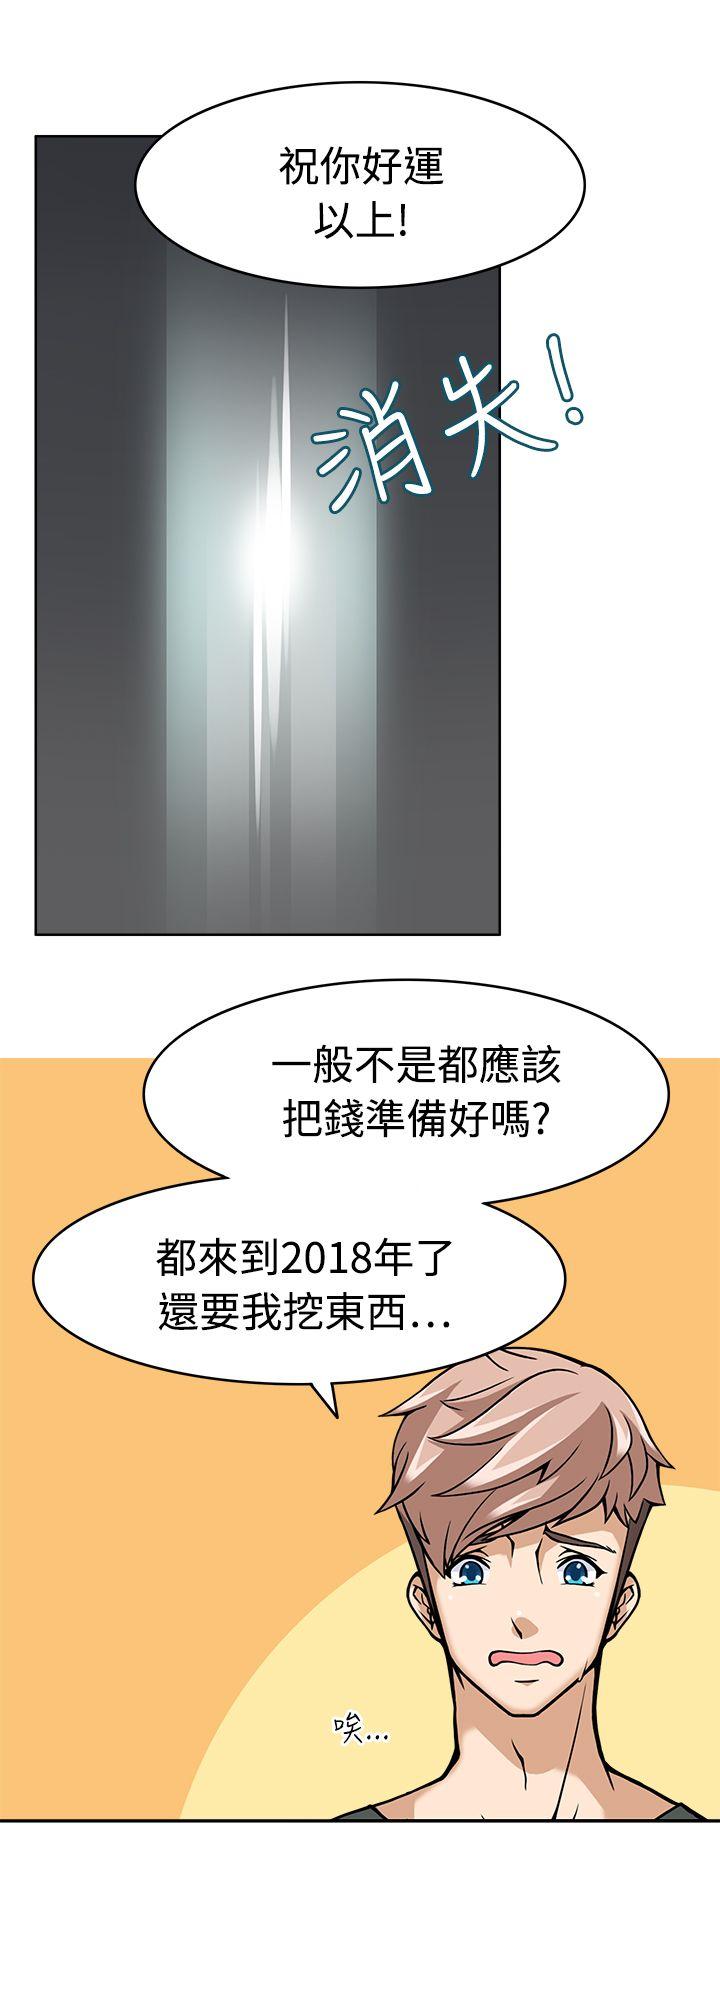 祝你好運
以上!
消失!
一般不是都應該
把錢準備好嗎?
都來到2018年了
還要我挖東西...
唉...